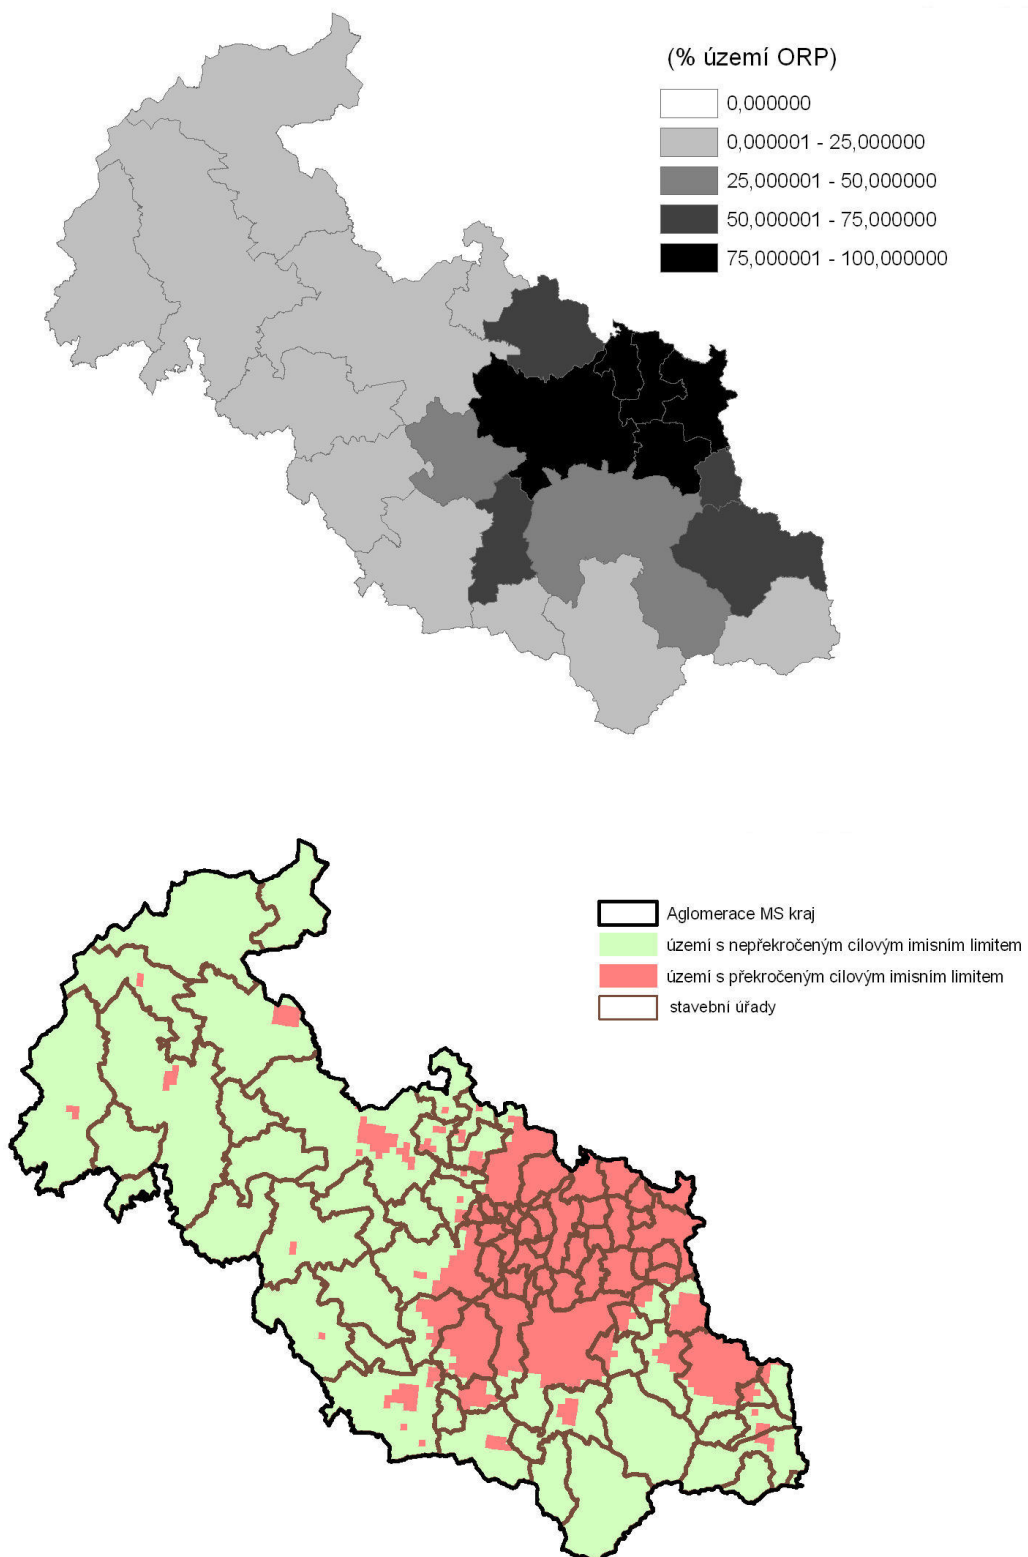 (% území ORP)
0,000000
0,000001 - 25,000000
25,000001 - 50,000000
50,000001 - 75,000000
75,000001 - 100,000000
Aglomerace MS kraj
území s nepřekročeným cílovým imisním limitem
území s překročeným cílovým imisním limitem
stavební úřady